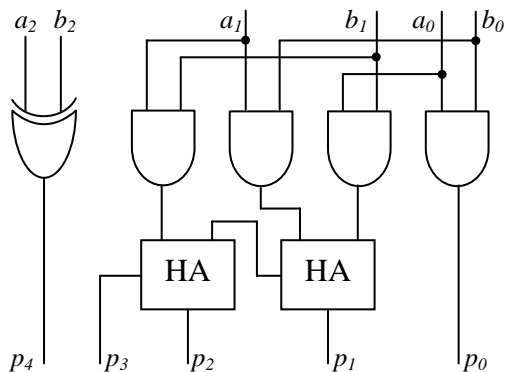 a₂ b₂ a₁ b₁ a₀ b₀
HA HA
p₄ p₃ p₂ p₁ p₀